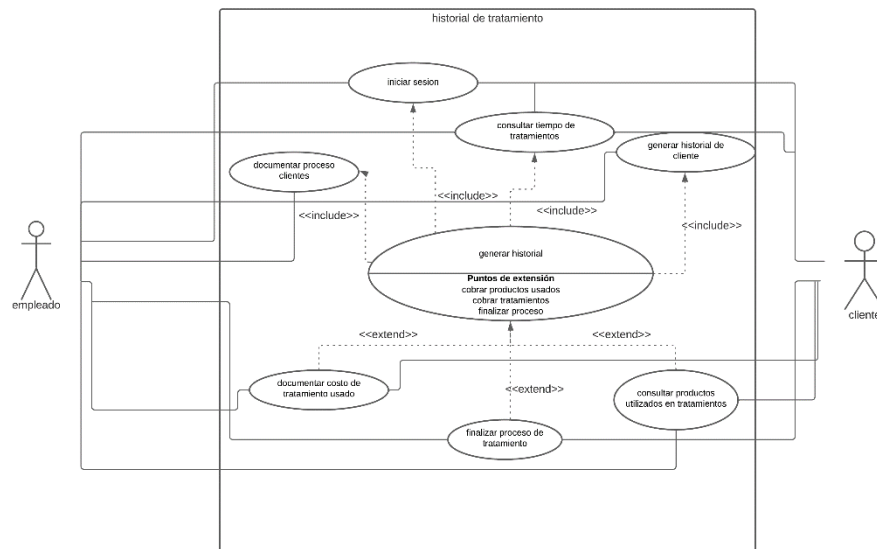 historial de tratamiento
iniciar sesion
consultar tiempo de
tratamientos
generar historial de
cliente
documentar proceso
clientes
<<include>>
<<include>>
<<include>>
<<include>>
empleado
cliente
generar historial
Puntos de extensión
cobrar productos usados
cobrar tratamientos
finalizar proceso
<<extend>>
<<extend>>
documentar costo de
tratamiento usado
<<extend>>
consultar productos
utilizados en tratamientos
finalizar proceso de
tratamiento